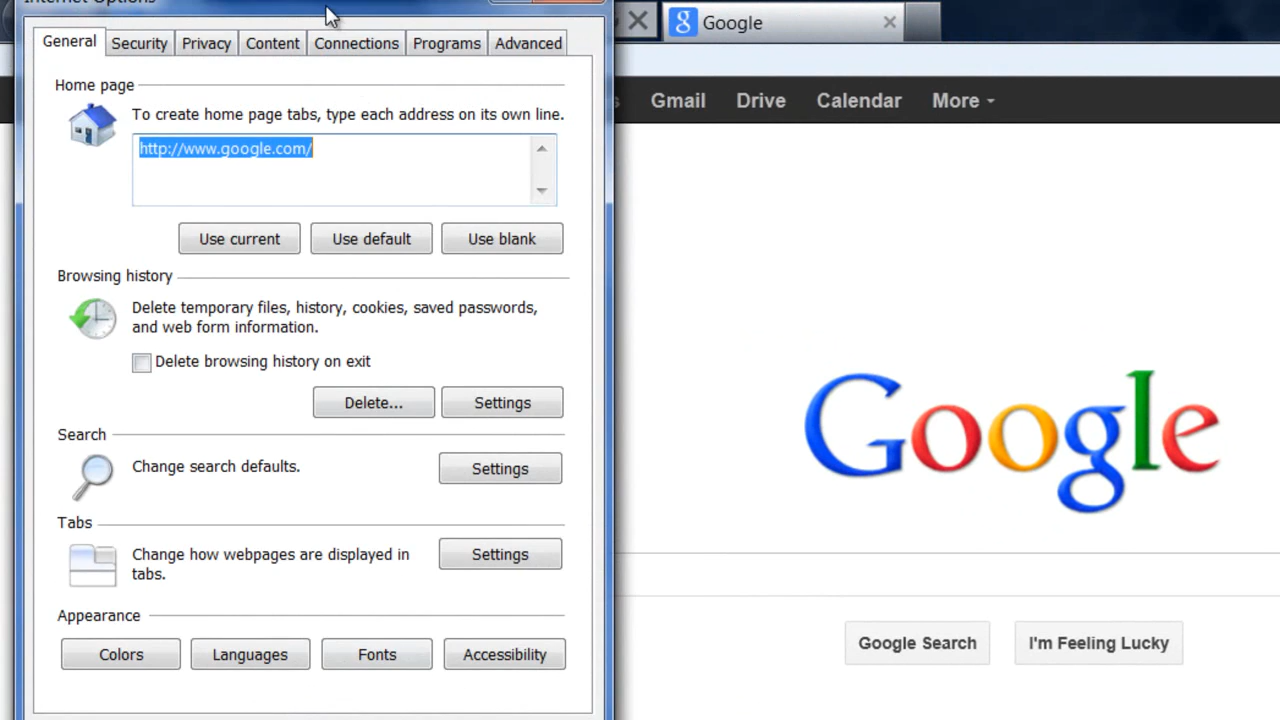 Internet Options
General
Security
Privacy
Content
Connections
Programs
Advanced
Home page
To create home page tabs, type each address on its own line.
http://www.google.com/
Use current
Use default
Use blank
Browsing history
Delete temporary files, history, cookies, saved passwords,
and web form information.
Delete browsing history on exit
Delete...
Settings
Search
Change search defaults.
Settings
Tabs
Change how webpages are displayed in
tabs.
Settings
Appearance
Colors
Languages
Fonts
Accessibility
g
Google
Gmail
Drive
Calendar
More
Google
Google Search
I'm Feeling Lucky